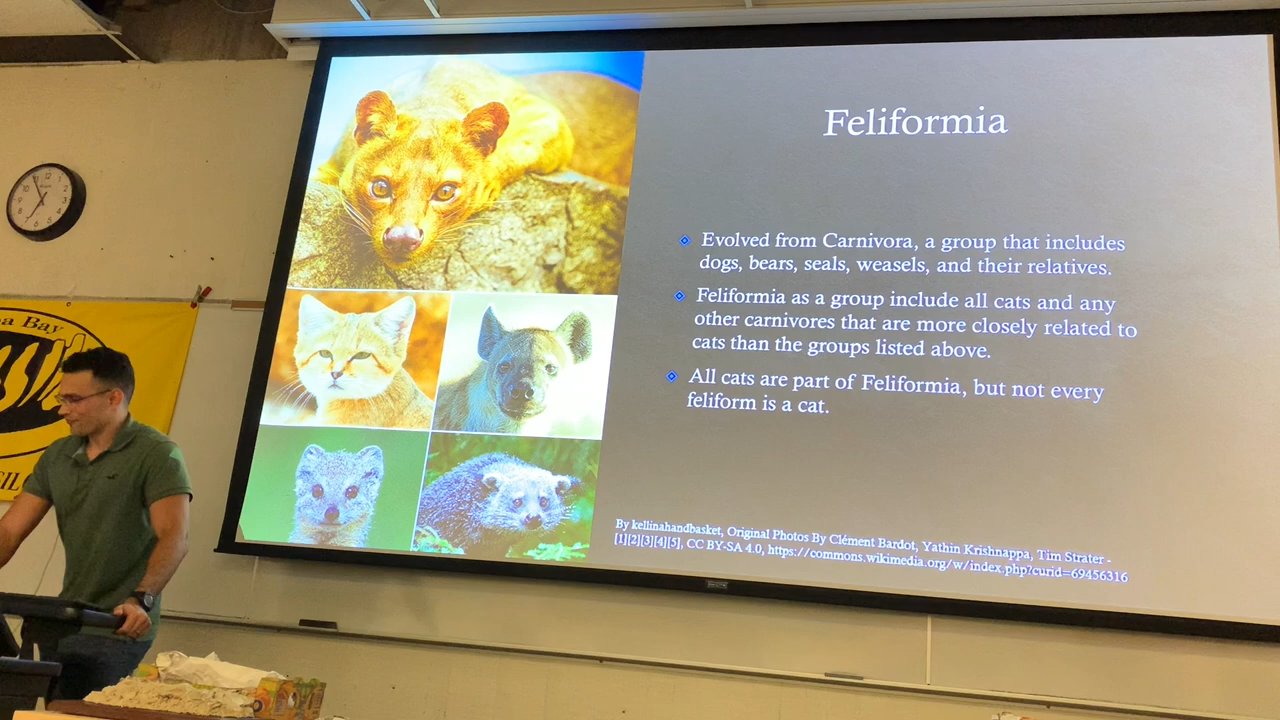 Feliformia
Evolved from Carnivora, a group that includes
dogs, bears, seals, weasels, and their relatives.
Feliformia as a group include all cats and any
other carnivores that are more closely related to
cats than the groups listed above.
All cats are part of Feliformia, but not every
feliform is a cat.
By kellinahandbasket, Original Photos By Clément Bardot, Yathin Krishnappa, Tim Strater -
[1][2][3][4][5], CC BY-SA 4.0, https://commons.wikimedia.org/w/index.php?curid=69456316
Bay